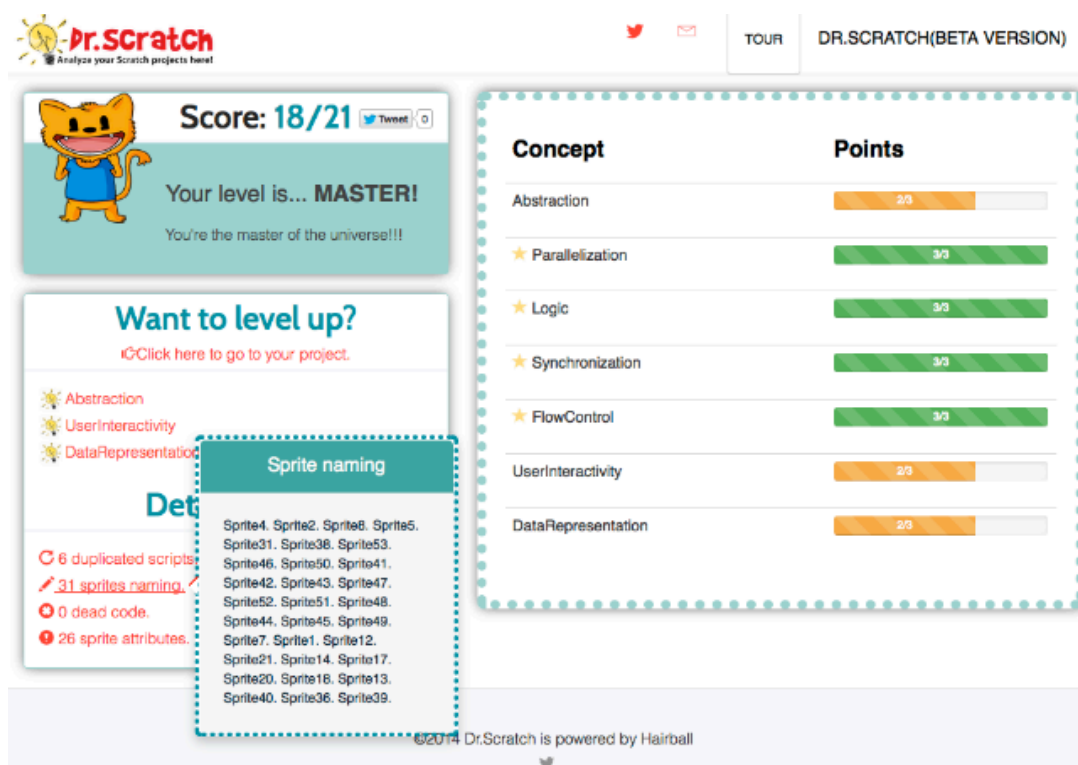 Dr.Scratch
Analyze your Scratch projects here!
TOUR
DR.SCRATCH(BETA VERSION)
Score: 18/21
Tweet
0
Your level is... MASTER!
You're the master of the universe!!!
Want to level up?
Click here to go to your project.
Abstraction
UserInteractivity
DataRepresentation
Det
6 duplicated scripts
31 sprites naming.
0 dead code.
26 sprite attributes.
Sprite naming
Sprite4. Sprite2. Sprite8. Sprite5.
Sprite31. Sprite38. Sprite53.
Sprite46. Sprite50. Sprite41.
Sprite42. Sprite43. Sprite47.
Sprite52. Sprite51. Sprite48.
Sprite44. Sprite45. Sprite49.
Sprite7. Sprite1. Sprite12.
Sprite21. Sprite14. Sprite17.
Sprite20. Sprite18. Sprite13.
Sprite40. Sprite36. Sprite39.
Concept Points
Abstraction 2/3
Parallelization 3/3
Logic 3/3
Synchronization 3/3
FlowControl 3/3
UserInteractivity 2/3
DataRepresentation 2/3
©2014 Dr.Scratch is powered by Hairball